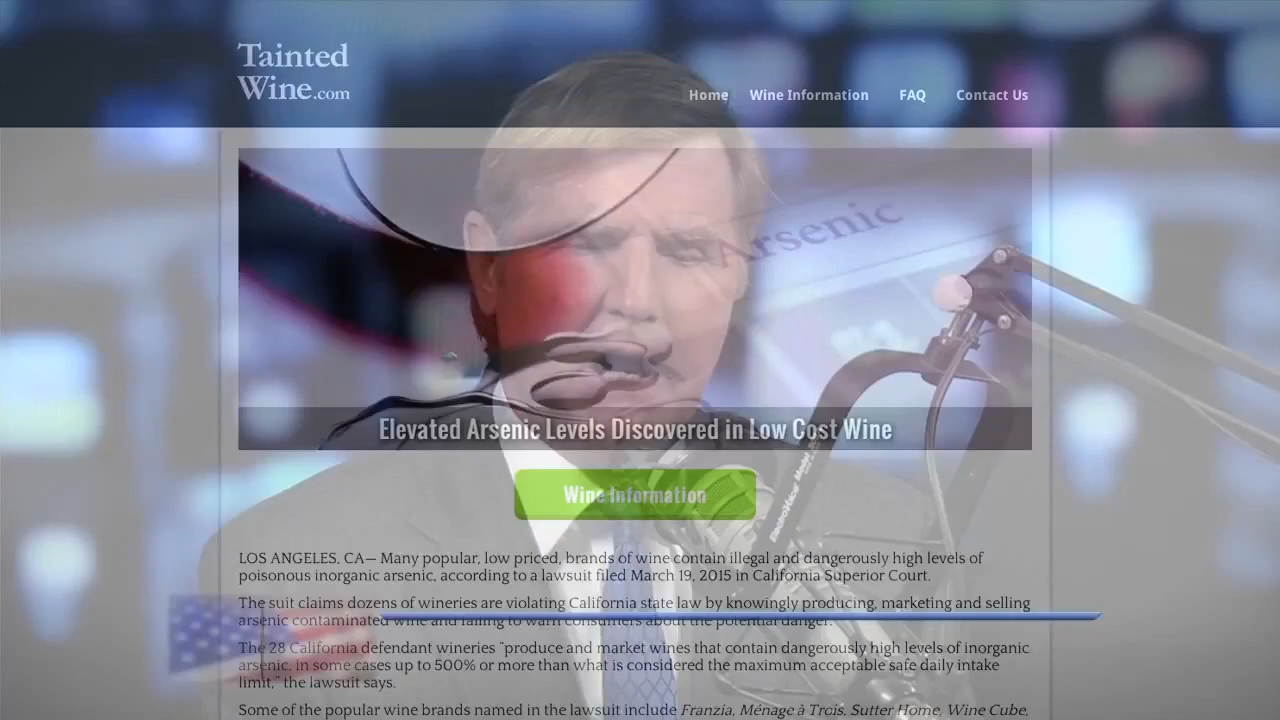 Tainted
Wine.com
Home Wine Information FAQ Contact Us
Arsenic
Elevated Arsenic Levels Discovered in Low Cost Wine
Wine Information
ElectroVoice
LOS ANGELES, CA— Many popular, low priced, brands of wine contain illegal and dangerously high levels of
poisonous inorganic arsenic, according to a lawsuit filed March 19, 2015 in California Superior Court.
The suit claims dozens of wineries are violating California state law by knowingly producing, marketing and selling
arsenic contaminated wine and failing to warn consumers about the potential danger.
The 28 California defendant wineries “produce and market wines that contain dangerously high levels of inorganic
arsenic, in some cases up to 500% or more than what is considered the maximum acceptable safe daily intake
limit,” the lawsuit says.
Some of the popular wine brands named in the lawsuit include Franzia, Ménage à Trois, Sutter Home, Wine Cube,